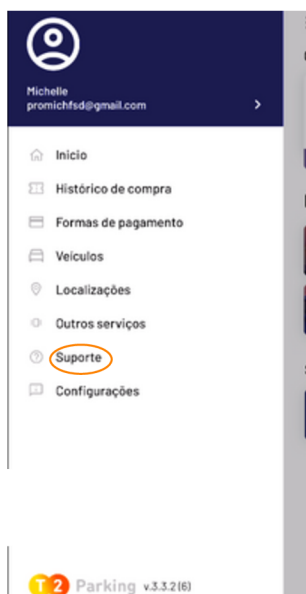 Michelle
promichfsd@gmail.com
Inicio
Histórico de compra
Formas de pagamento
Veículos
Localizações
Outros serviços
Suporte
Configurações
T2 Parking v.3.3.2(6)